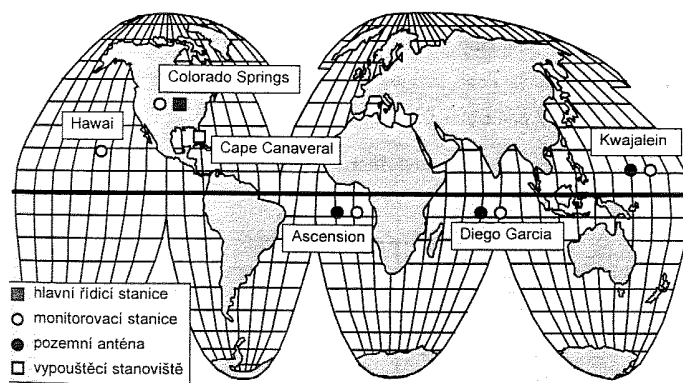 Colorado Springs
Hawai
Cape Canaveral
Kwajalein
Ascension
Diego Garcia
hlavní řídicí stanice
monitorovací stanice
pozemní anténa
vypouštěcí stanoviště